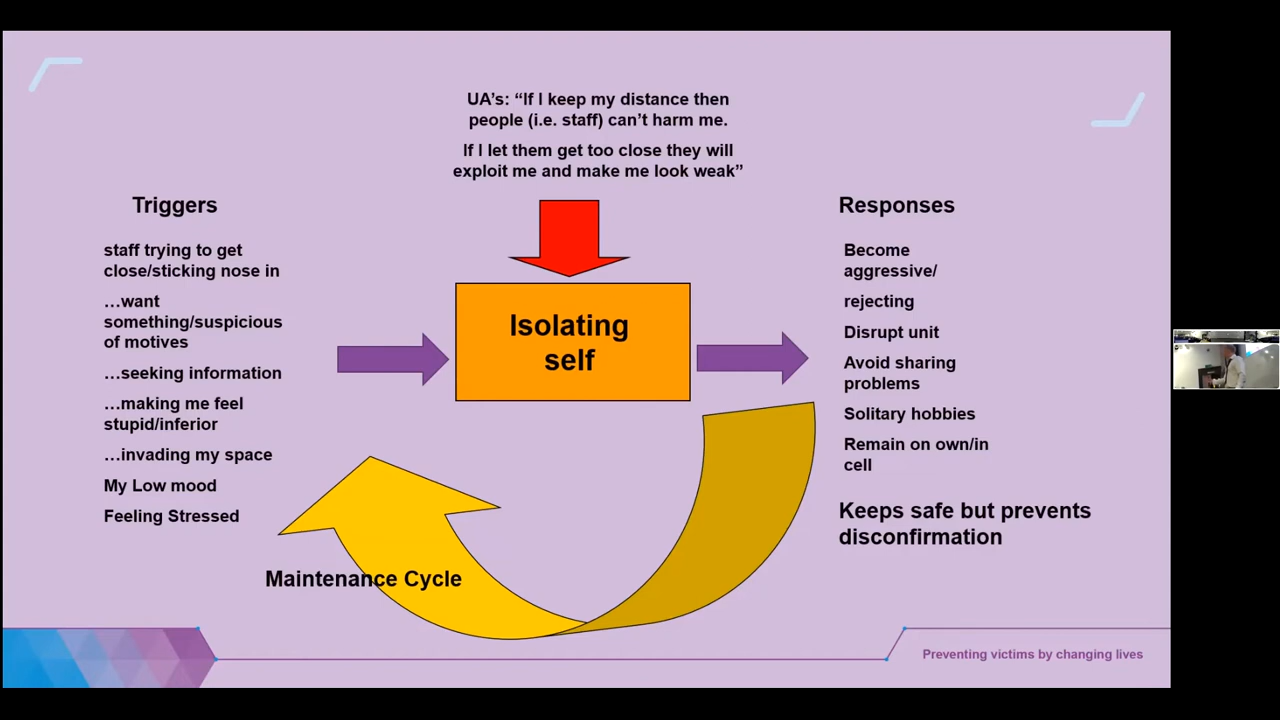 UA's: “If I keep my distance then
people (i.e. staff) can't harm me.
If I let them get too close they will
exploit me and make me look weak”
Triggers
staff trying to get
close/sticking nose in
…want
something/suspicious
of motives
…seeking information
…making me feel
stupid/inferior
…invading my space
My Low mood
Feeling Stressed
Isolating
self
Responses
Become
aggressive/
rejecting
Disrupt unit
Avoid sharing
problems
Solitary hobbies
Remain on own/in
cell
Keeps safe but prevents
disconfirmation
Maintenance Cycle
Preventing victims by changing lives